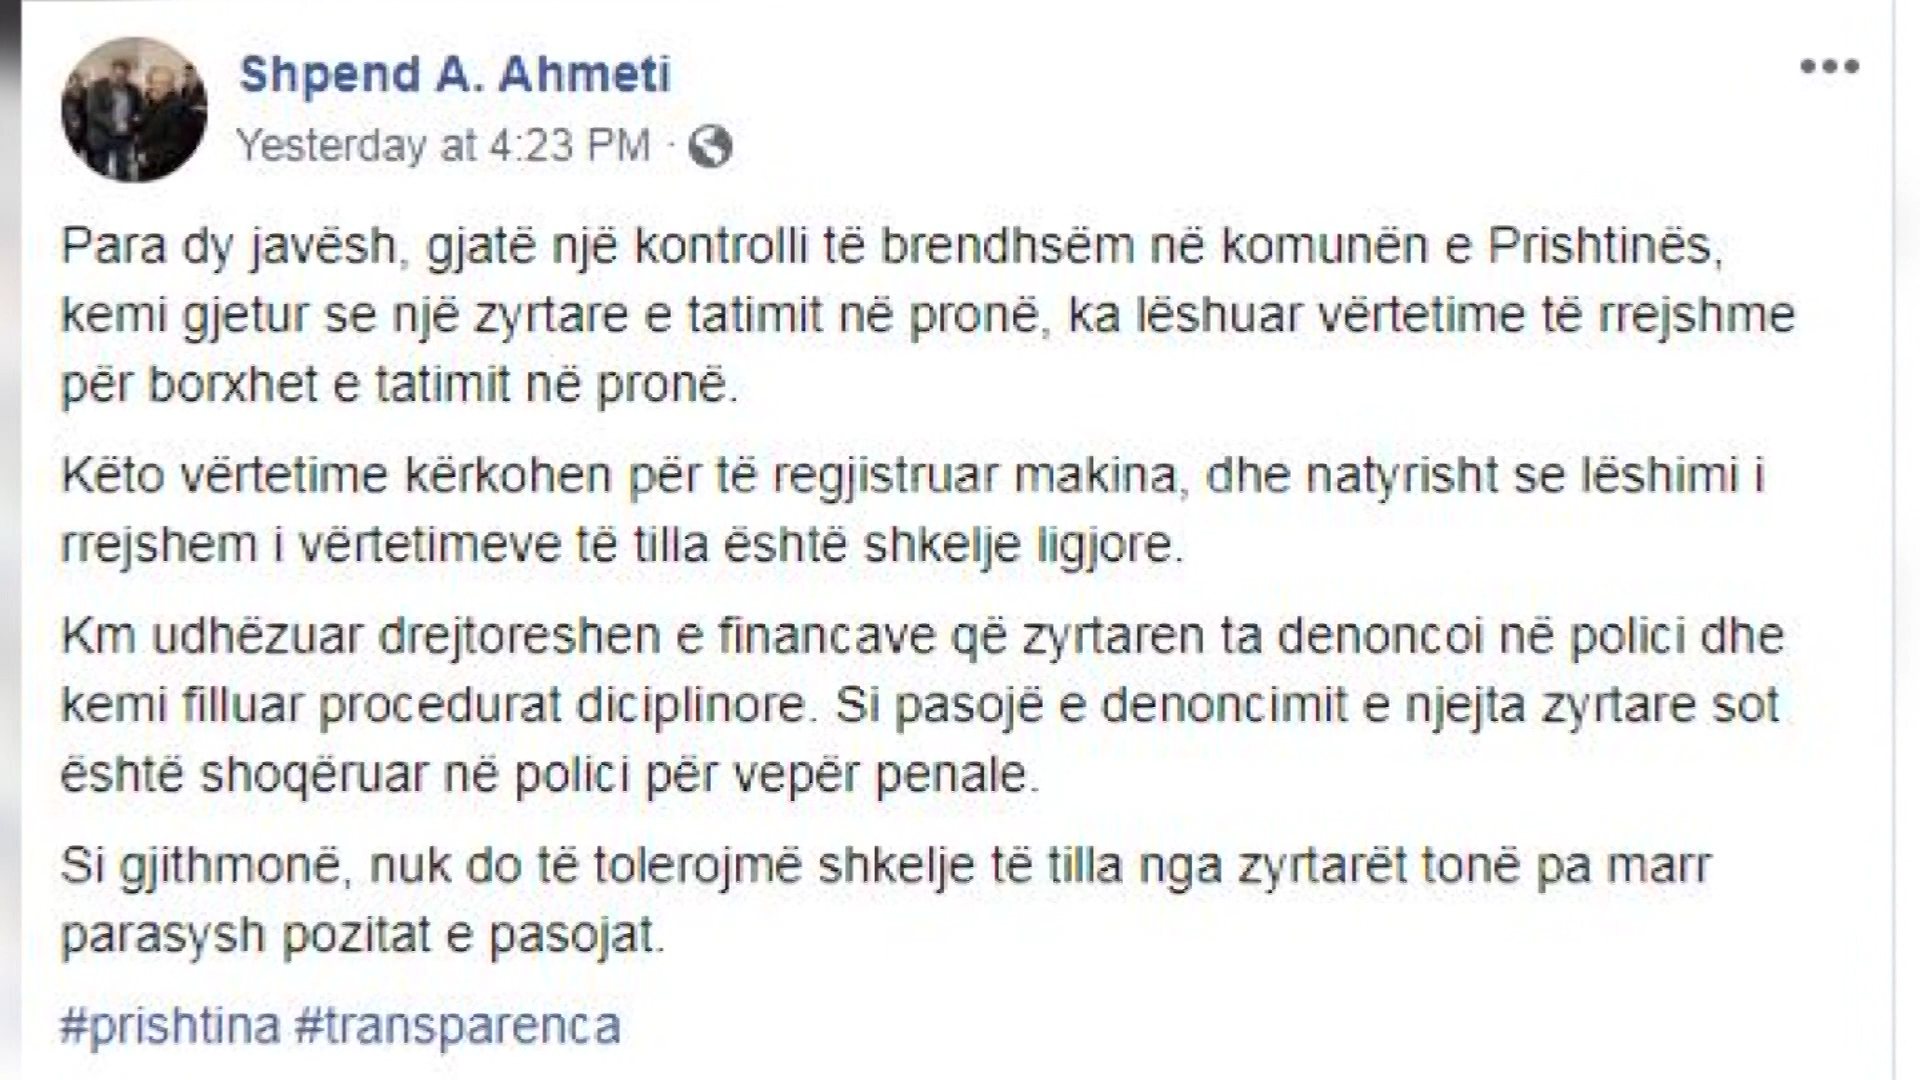 Shpend A. Ahmeti
Yesterday at 4:23 PM ·
Para dy javësh, gjatë një kontrolli të brendhsëm në komunën e Prishtinës,
kemi gjetur se një zyrtare e tatimit në pronë, ka lëshuar vërtetime të rrejshme
për borxhet e tatimit në pronë.
Këto vërtetime kërkohen për të regjistruar makina, dhe natyrisht se lëshimi i
rrejshem i vërtetimeve të tilla është shkelje ligjore.
Km udhëzuar drejtoreshen e financave që zyrtaren ta denoncoi në polici dhe
kemi filluar procedurat diciplinore. Si pasojë e denoncimit e njejta zyrtare sot
është shoqëruar në polici për vepër penale.
Si gjithmonë, nuk do të tolerojmë shkelje të tilla nga zyrtarët tonë pa marr
parasysh pozitat e pasojat.
#prishtina #transparenca